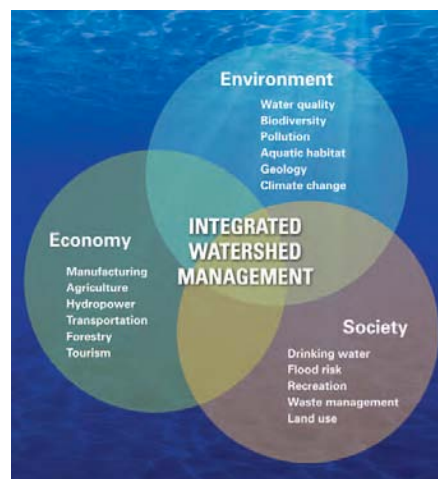 Environment
Water quality
Biodiversity
Pollution
Aquatic habitat
Geology
Climate change
INTEGRATED
WATERSHED
MANAGEMENT
Economy
Manufacturing
Agriculture
Hydropower
Transportation
Forestry
Tourism
Society
Drinking water
Flood risk
Recreation
Waste management
Land use